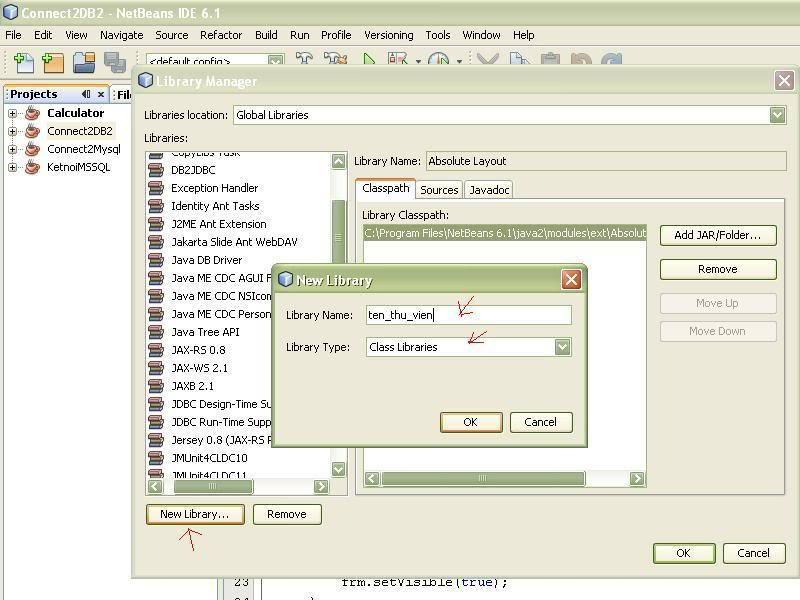 Connect2DB2 - NetBeans IDE 6.1
File Edit View Navigate Source Refactor Build Run Profile Versioning Tools Window Help
<default config>
Projects
Calculator
Connect2DB2
Connect2Mysql
KetnoiMSSQL
Library Manager
Libraries location: Global Libraries
Libraries:
CopyLibs Task
DB2JDBC
Exception Handler
Identity Ant Tasks
J2ME Ant Extension
Jakarta Slide Ant WebDAV
Java DB Driver
Java ME CDC AGUI
Java ME CDC
Java ME CDC
Java Tree API
JAX-RS 0.8
JAX-WS 2.1
JAXB 2.1
JDBC Design-Time
JDBC Run-Time
Jersey 0.8 (JAX-RS
JMUnit4CLDC10
JMUnit4CLDC11
New Library... Remove
Library Name: Absolute Layout
Classpath Sources Javadoc
Library Classpath:
C:\Program Files\NetBeans 6.1\java2\modules\ext\Absolut
Add JAR/Folder...
Remove
Move Up
Move Down
New Library
Library Name: ten_thu_vien
Library Type: Class Libraries
OK Cancel
OK Cancel
23 frm.setVisible(true);